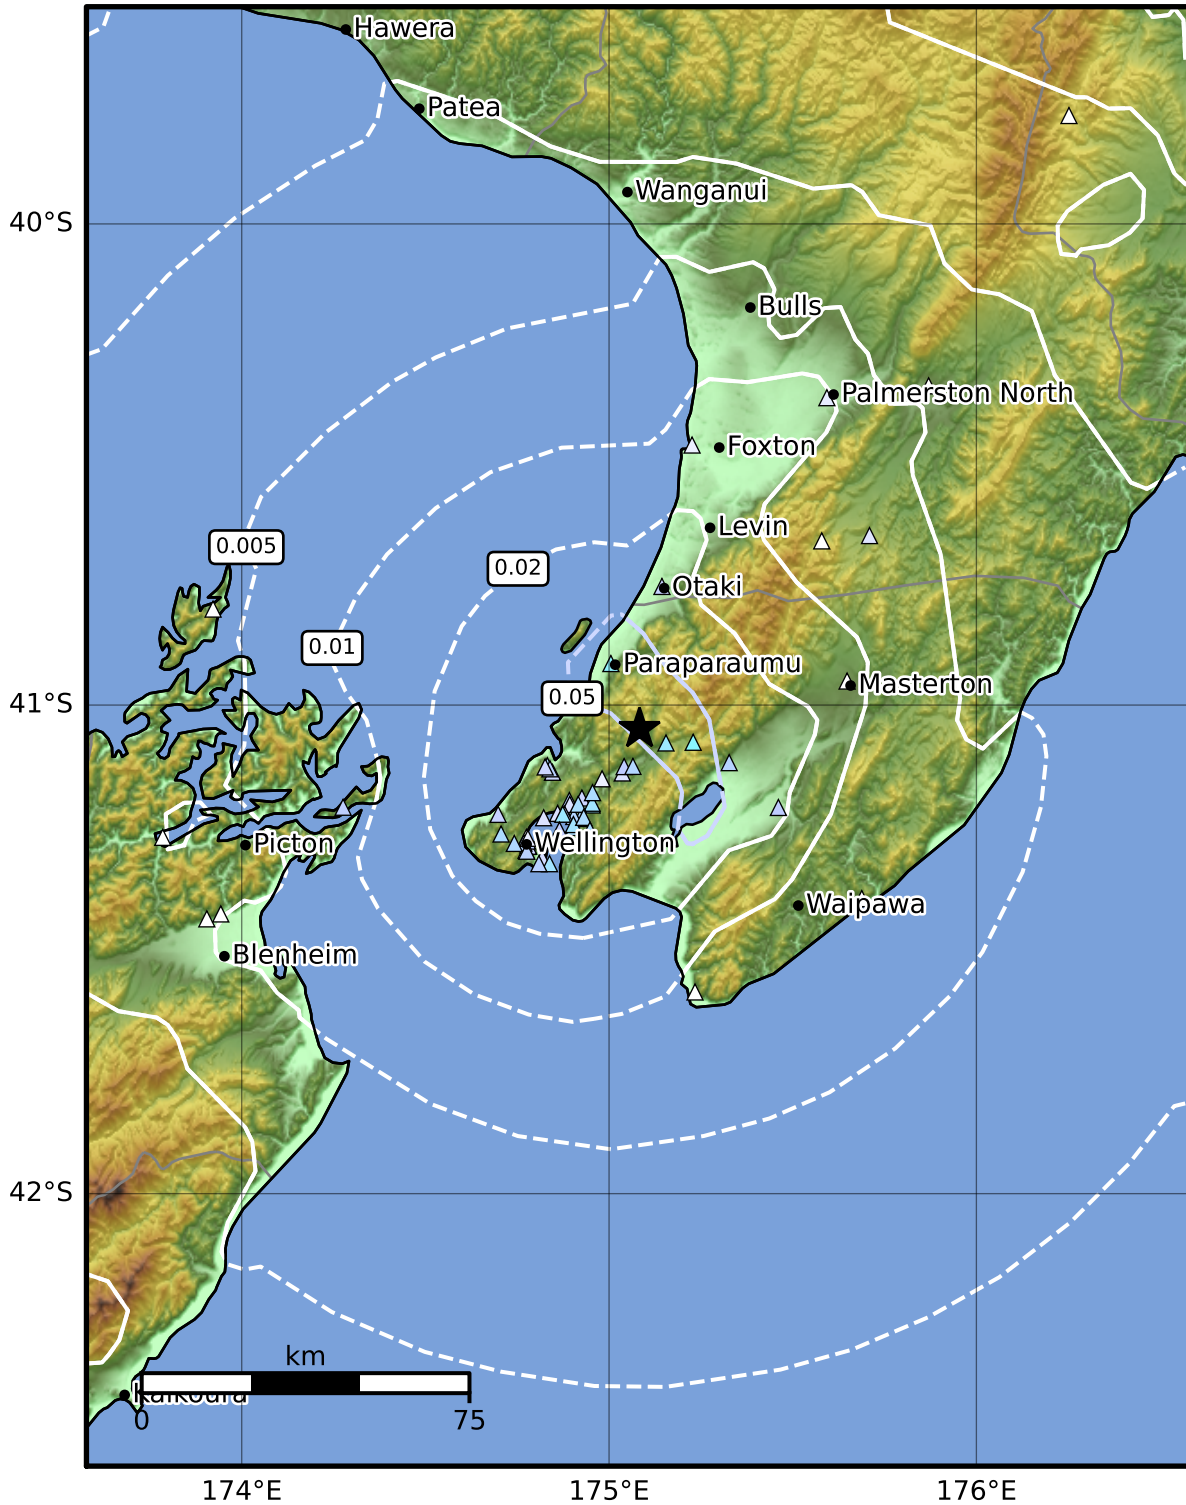 Hawera
Patea
Wanganui
40°S
Bulls
Palmerston North
Foxton
Levin
0.005
0.02
Otaki
0.01
Paraparaumu
Masterton
0.05
41°S
Picton
Wellington
Waipawa
Blenheim
42°S
km
Kaikoura
0
75
174°E
175°E
176°E